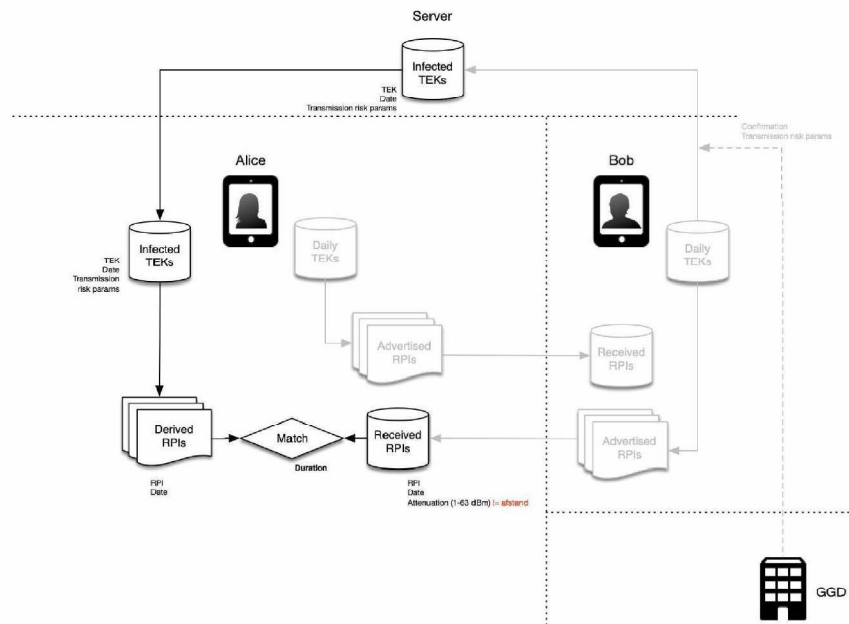 Server
Infected
TEKs
TEK
Date
Transmission risk params
Confirmation
Transmission risk params
Alice
Bob
Infected
TEKs
TEK
Date
Transmission
risk params
Daily
TEKs
Daily
TEKs
Advertised
RPIs
Received
RPIs
Derived
RPIs
Match
Duration
Received
RPIs
Advertised
RPIs
RPI
Date
RPI
Date
Attenuation (1-63 dBm) != afstand
GGD